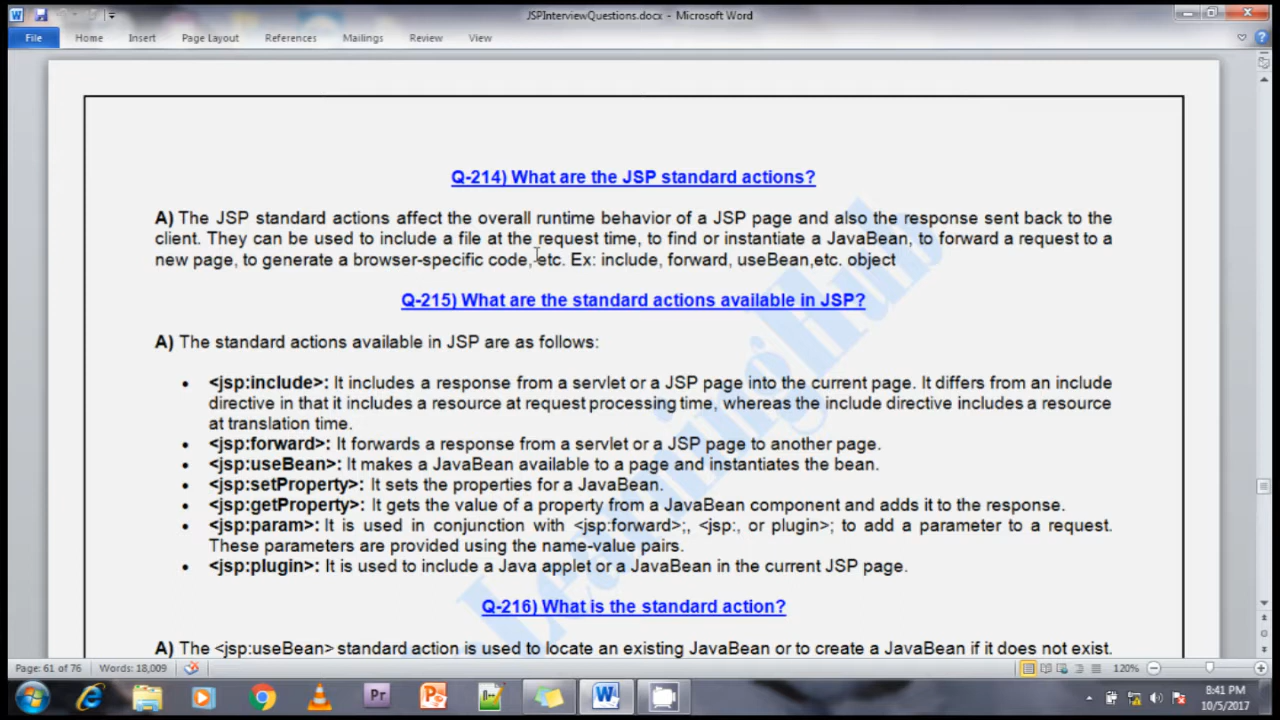 JSPInterviewQuestions.docx - Microsoft Word
File Home Insert Page Layout References Mailings Review View
Q-214) What are the JSP standard actions?
A) The JSP standard actions affect the overall runtime behavior of a JSP page and also the response sent back to the
client. They can be used to include a file at the request time, to find or instantiate a JavaBean, to forward a request to a
new page, to generate a browser-specific code, etc. Ex: include, forward, useBean,etc. object
Q-215) What are the standard actions available in JSP?
A) The standard actions available in JSP are as follows:
• <jsp:include>: It includes a response from a servlet or a JSP page into the current page. It differs from an include
directive in that it includes a resource at request processing time, whereas the include directive includes a resource
at translation time.
• <jsp:forward>: It forwards a response from a servlet or a JSP page to another page.
• <jsp:useBean>: It makes a JavaBean available to a page and instantiates the bean.
• <jsp:setProperty>: It sets the properties for a JavaBean.
• <jsp:getProperty>: It gets the value of a property from a JavaBean component and adds it to the response.
• <jsp:param>: It is used in conjunction with <jsp:forward>;, <jsp:, or plugin>; to add a parameter to a request.
These parameters are provided using the name-value pairs.
• <jsp:plugin>: It is used to include a Java applet or a JavaBean in the current JSP page.
Q-216) What is the standard action?
A) The <jsp:useBean> standard action is used to locate an existing JavaBean or to create a JavaBean if it does not exist.
LearningHub
Page: 61 of 76 Words: 18,009 120%
Pr
8:41 PM
10/5/2017